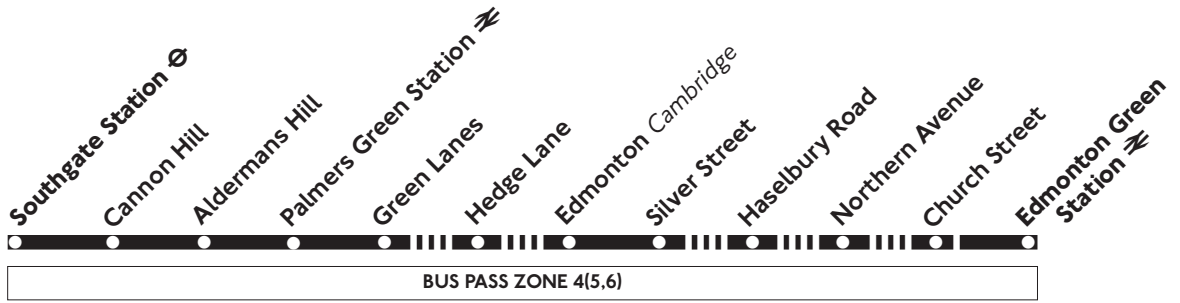 Southgate Station
Cannon Hill
Aldermans Hill
Palmers Green Station
Green Lanes
Hedge Lane
Edmonton Cambridge
Silver Street
Haselbury Road
Northern Avenue
Church Street
Edmonton Green
Station
BUS PASS ZONE 4(5,6)